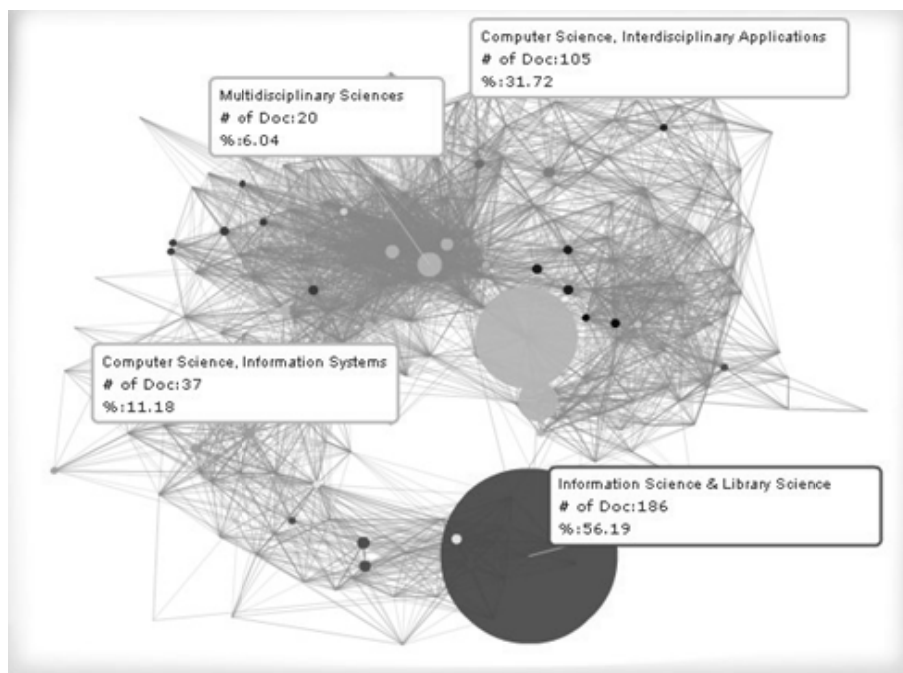 Computer Science, Interdisciplinary Applications
# of Doc:105
%:31.72
Multidisciplinary Sciences
# of Doc:20
%:6.04
Computer Science, Information Systems
# of Doc:37
%:11.18
Information Science & Library Science
# of Doc:186
%:56.19